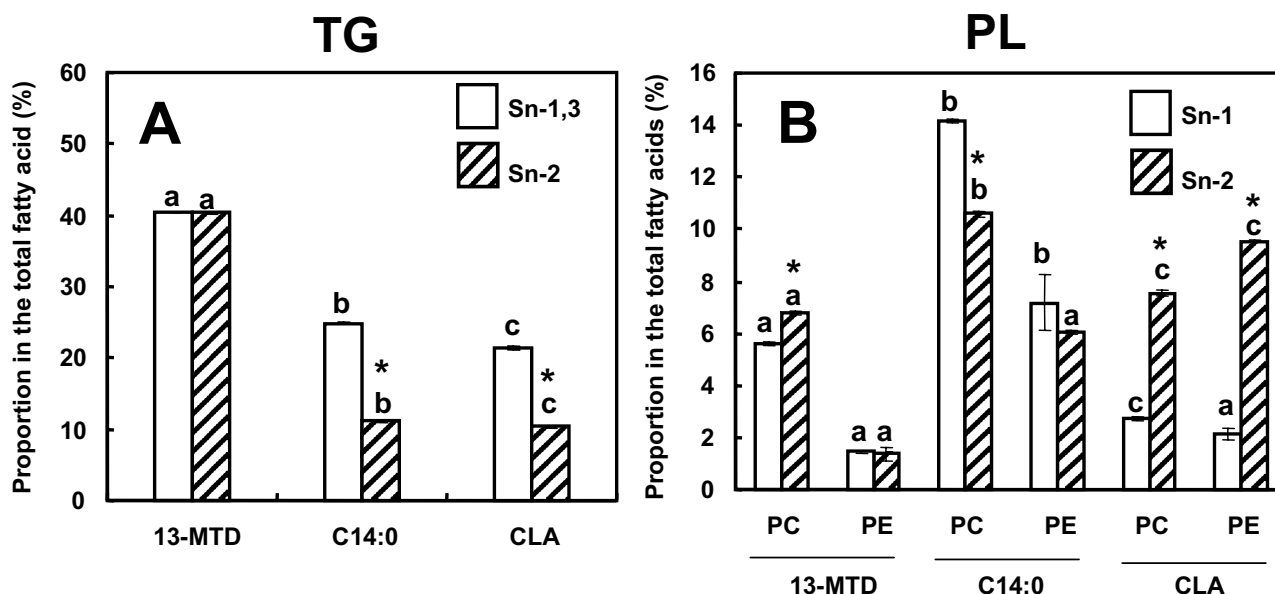 TG
Proportion in the total fatty acid (%)
60
50
40
30
20
10
0
A
Sn-1,3
Sn-2
a a
b
*
b
c
*
c
13-MTD C14:0 CLA
PL
Proportion in the total fatty acids (%)
16
14
12
10
8
6
4
2
0
B
Sn-1
Sn-2
a
*
a
a a
b
*
b
b
a
c
*
c
a
*
c
PC PE PC PE PC PE
13-MTD C14:0 CLA